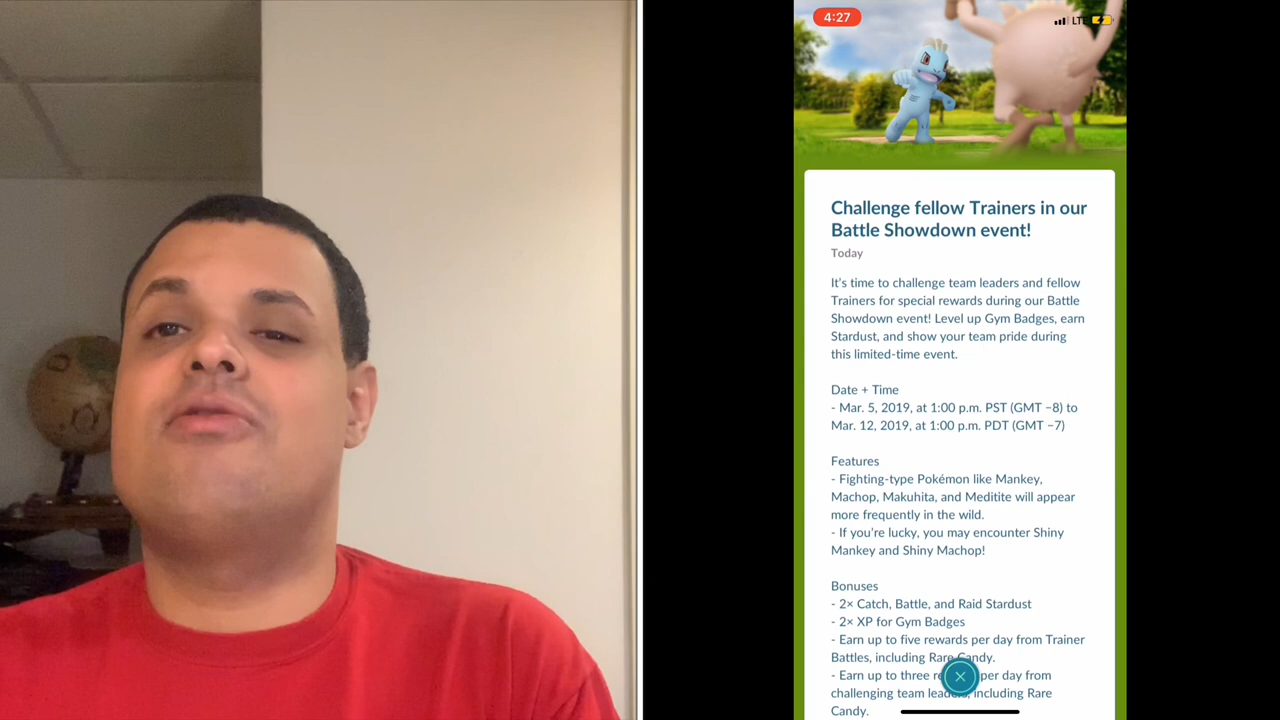 4:27
LTE
Challenge fellow Trainers in our
Battle Showdown event!
Today
It's time to challenge team leaders and fellow
Trainers for special rewards during our Battle
Showdown event! Level up Gym Badges, earn
Stardust, and show your team pride during
this limited-time event.
Date + Time
- Mar. 5, 2019, at 1:00 p.m. PST (GMT −8) to
Mar. 12, 2019, at 1:00 p.m. PDT (GMT −7)
Features
- Fighting-type Pokémon like Mankey,
Machop, Makuhita, and Meditite will appear
more frequently in the wild.
- If you're lucky, you may encounter Shiny
Mankey and Shiny Machop!
Bonuses
- 2× Catch, Battle, and Raid Stardust
- 2× XP for Gym Badges
- Earn up to five rewards per day from Trainer
Battles, including Rare Candy.
- Earn up to three per day from
challenging team leaders, including Rare
Candy.